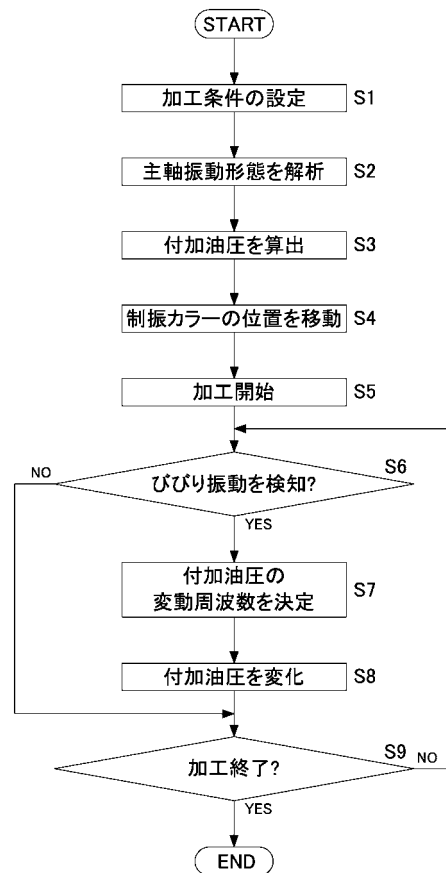 START
加工条件の設定 S1
主軸振動形態を解析 S2
付加油圧を算出 S3
制振カラーの位置を移動 S4
加工開始 S5
S6
NO
びびり振動を検知?
YES
付加油圧の
変動周波数を決定
S7
付加油圧を変化 S8
S9
加工終了?
NO
YES
END